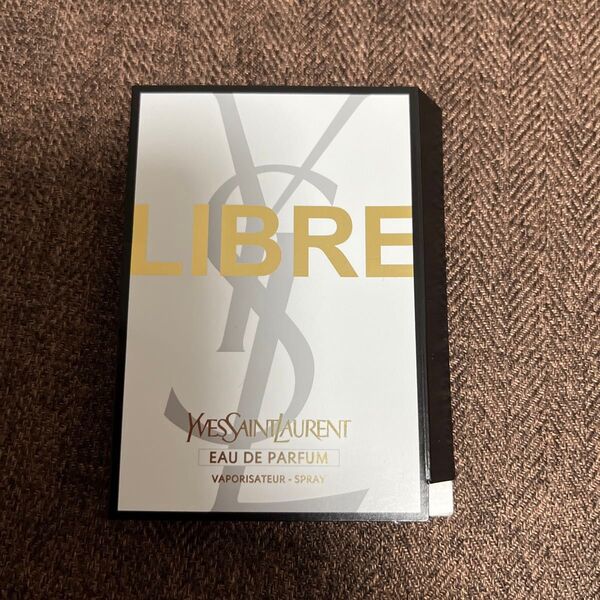 YSL
LIBRE
YVESSAINTLAURENT
EAU DE PARFUM
VAPORISATEUR - SPRAY